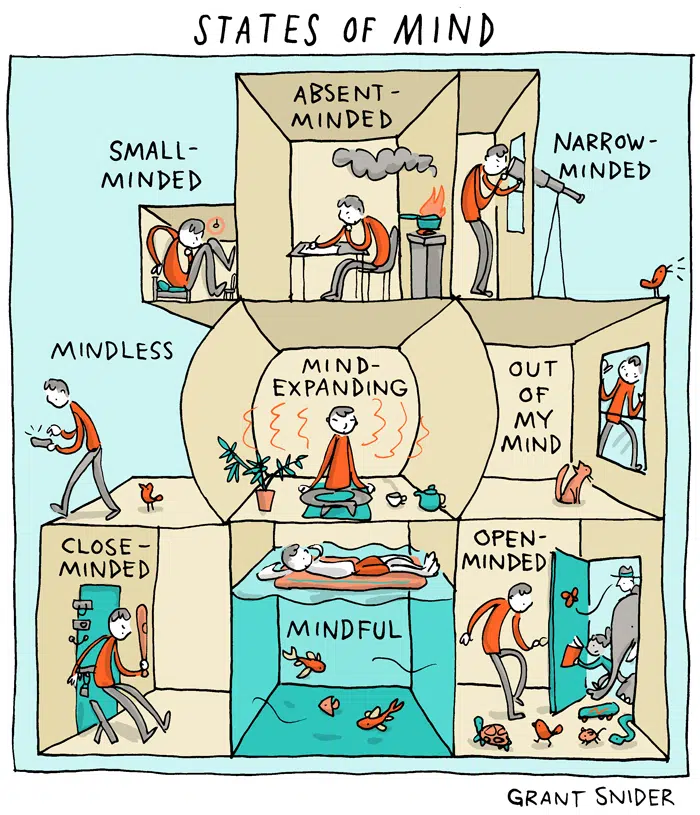 STATES OF MIND
ABSENT-
MINDED
SMALL-
MINDED
NARROW-
MINDED
MINDLESS
MIND-
EXPANDING
OUT
OF
MY
MIND
CLOSE-
MINDED
MINDFUL
OPEN-
MINDED
GRANT SNIDER